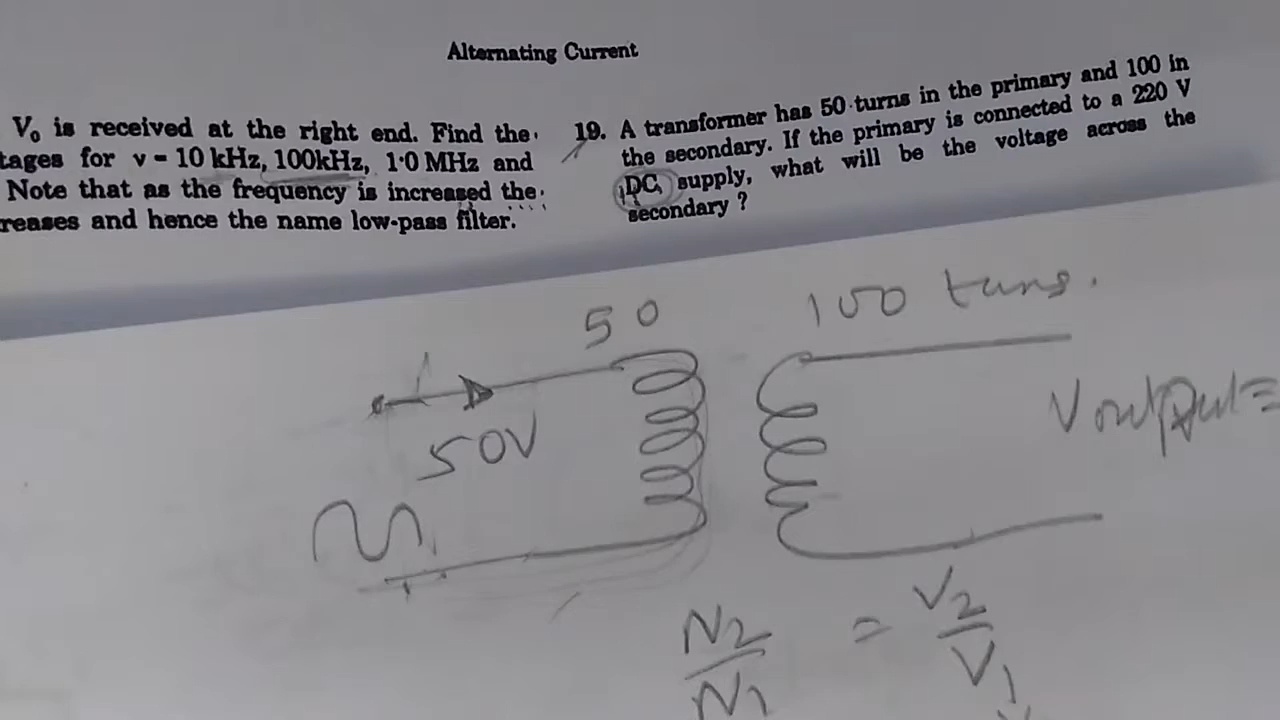 Alternating Current
V₀ is received at the right end. Find the
tages for ν = 10 kHz, 100kHz, 1·0 MHz and
Note that as the frequency is increased the
reases and hence the name low-pass filter.
19. A transformer has 50 turns in the primary and 100 in
the secondary. If the primary is connected to a 220 V
DC supply, what will be the voltage across the
secondary ?
50
100 turns.
50V
Voutput =
N2/N1 = V2/V1